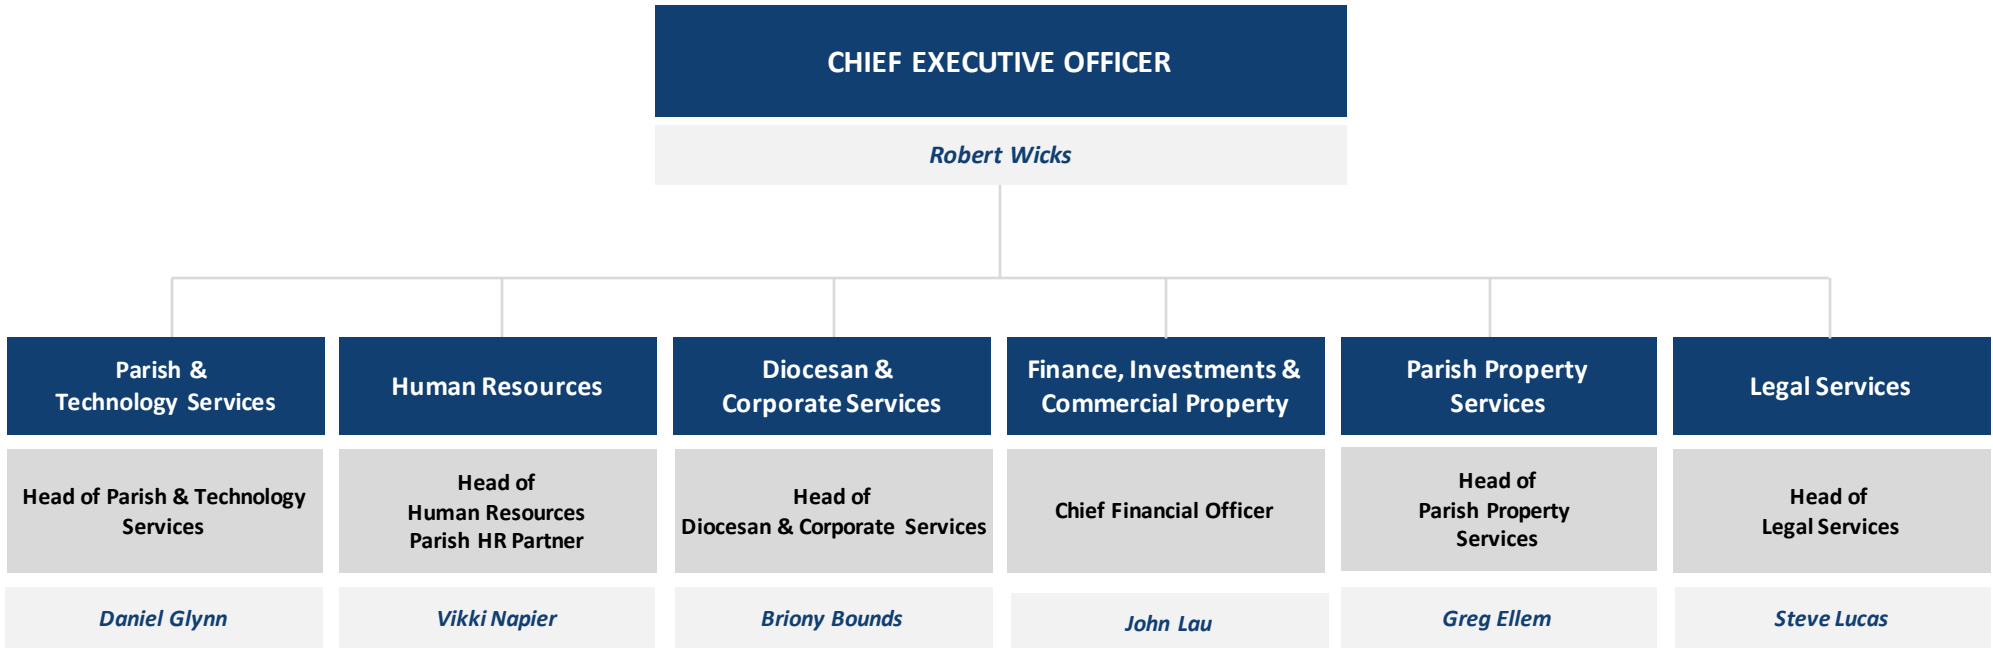 CHIEF EXECUTIVE OFFICER
Robert Wicks
Parish &
Technology Services
Human Resources
Diocesan &
Corporate Services
Finance, Investments &
Commercial Property
Parish Property
Services
Legal Services
Head of Parish & Technology
Services
Head of
Human Resources
Parish HR Partner
Head of
Diocesan & Corporate Services
Chief Financial Officer
Head of
Parish Property
Services
Head of
Legal Services
Daniel Glynn
Vikki Napier
Briony Bounds
John Lau
Greg Ellem
Steve Lucas